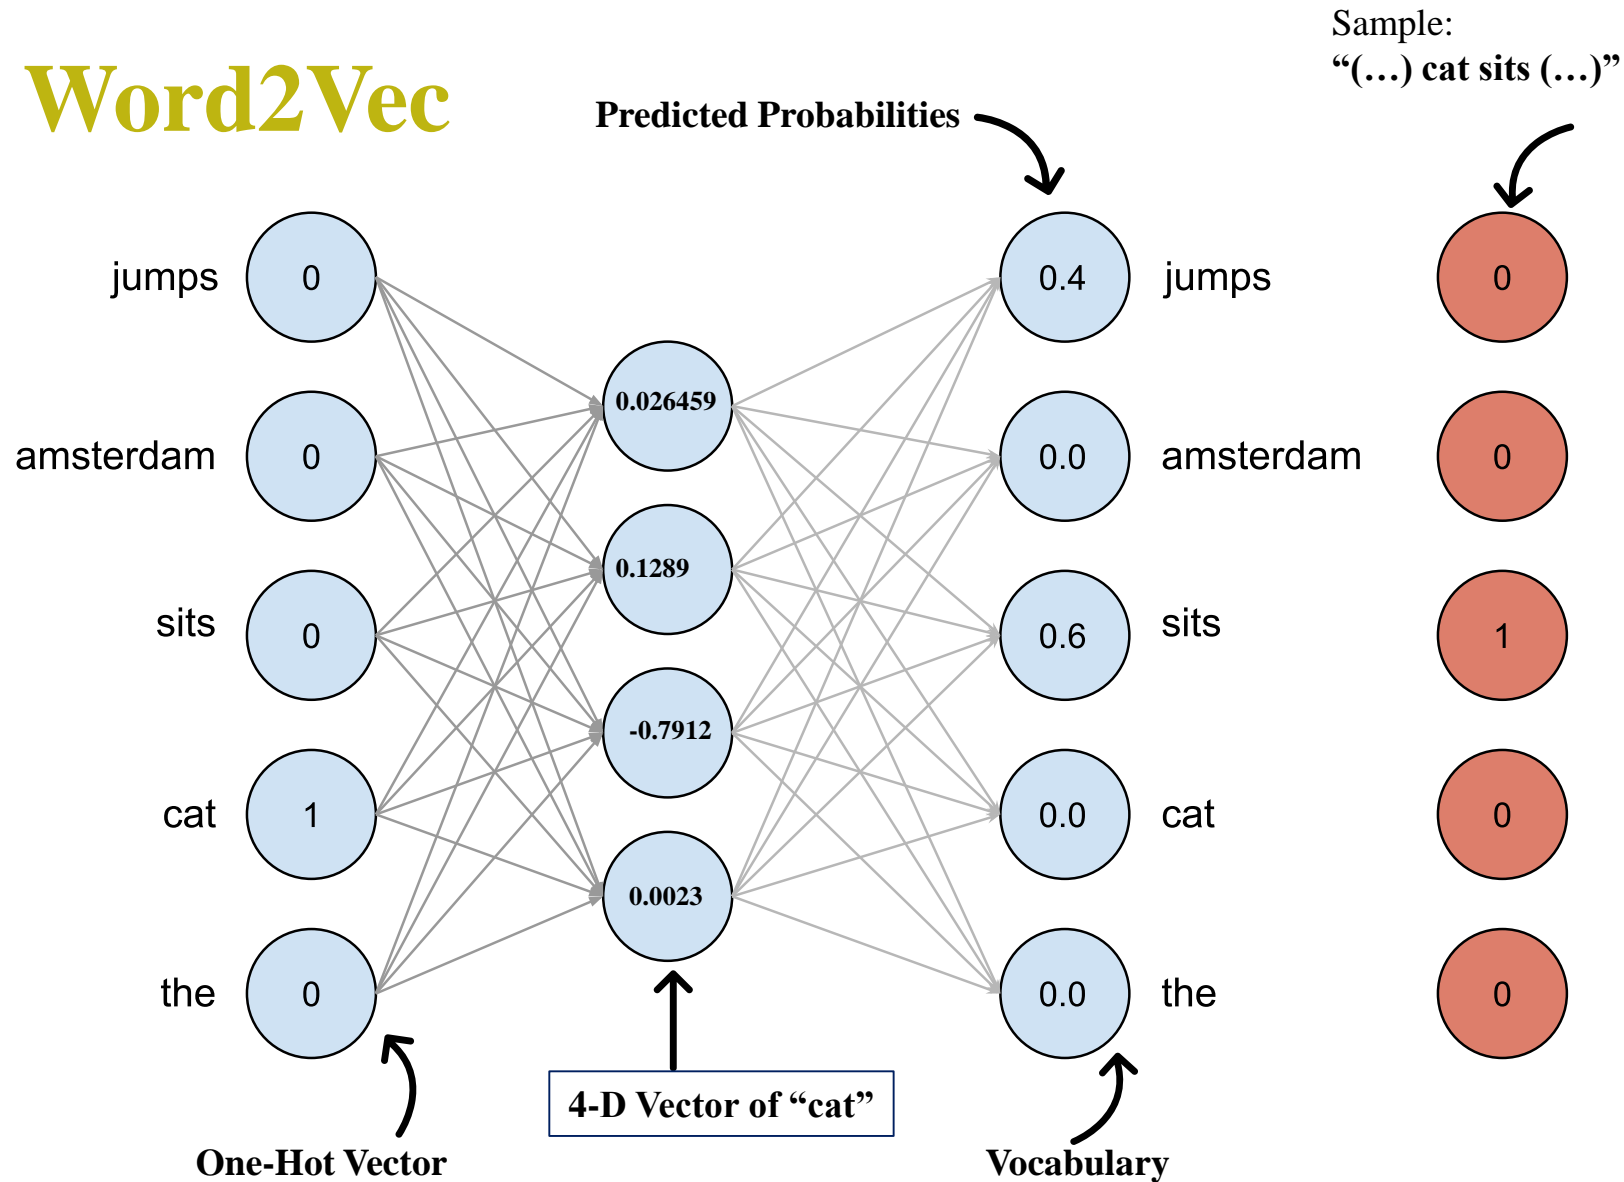 Sample:
“(…) cat sits (…)”
Word2Vec
Predicted Probabilities
jumps
0
0.4
jumps
0
0.026459
amsterdam
0
0.0
amsterdam
0
0.1289
sits
0
0.6
sits
1
-0.7912
cat
1
0.0
cat
0
0.0023
the
0
0.0
the
0
4-D Vector of “cat”
One-Hot Vector
Vocabulary